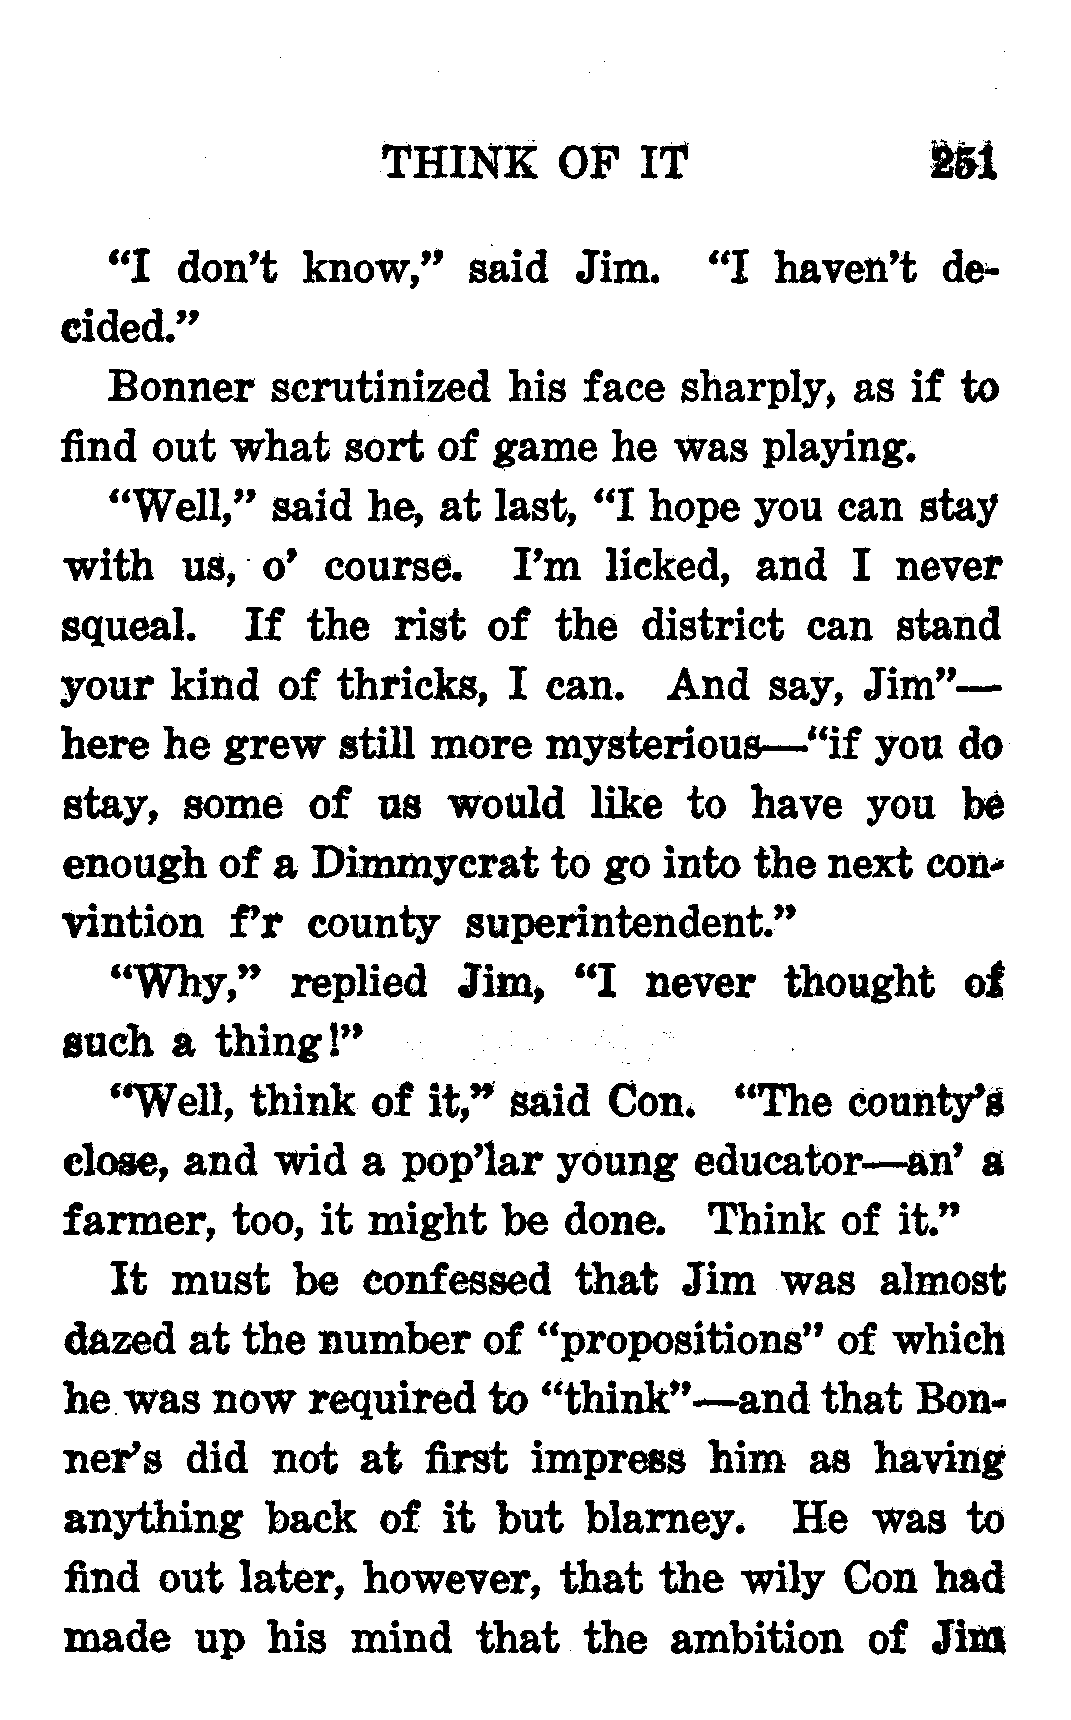 THINK OF IT 251
“I don’t know,” said Jim. “I haven’t de-
cided.”
Bonner scrutinized his face sharply, as if to
find out what sort of game he was playing.
“Well,” said he, at last, “I hope you can stay
with us, o’ course. I’m licked, and I never
squeal. If the rist of the district can stand
your kind of thricks, I can. And say, Jim”—
here he grew still more mysterious—“if you do
stay, some of us would like to have you be
enough of a Dimmycrat to go into the next con-
vintion f’r county superintendent.”
“Why,” replied Jim, “I never thought of
such a thing!”
“Well, think of it,” said Con. “The county’s
close, and wid a pop’lar young educator—an’ a
farmer, too, it might be done. Think of it.”
It must be confessed that Jim was almost
dazed at the number of “propositions” of which
he was now required to “think”—and that Bon-
ner’s did not at first impress him as having
anything back of it but blarney. He was to
find out later, however, that the wily Con had
made up his mind that the ambition of Jim